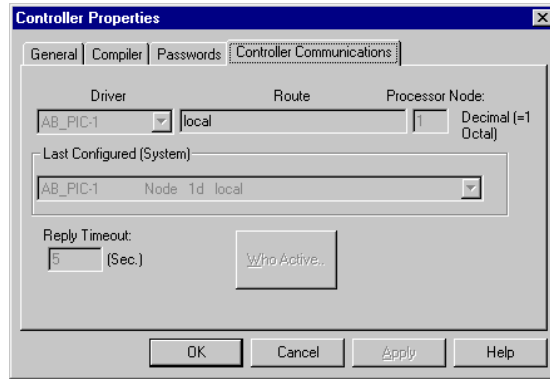 Controller Properties
General Compiler Passwords Controller Communications
Driver Route Processor Node:
AB_PIC-1 local 1 Decimal (=1
Octal)
Last Configured (System)
AB_PIC-1 Node 1d local
Reply Timeout:
5 (Sec.) Who Active..
OK Cancel Apply Help